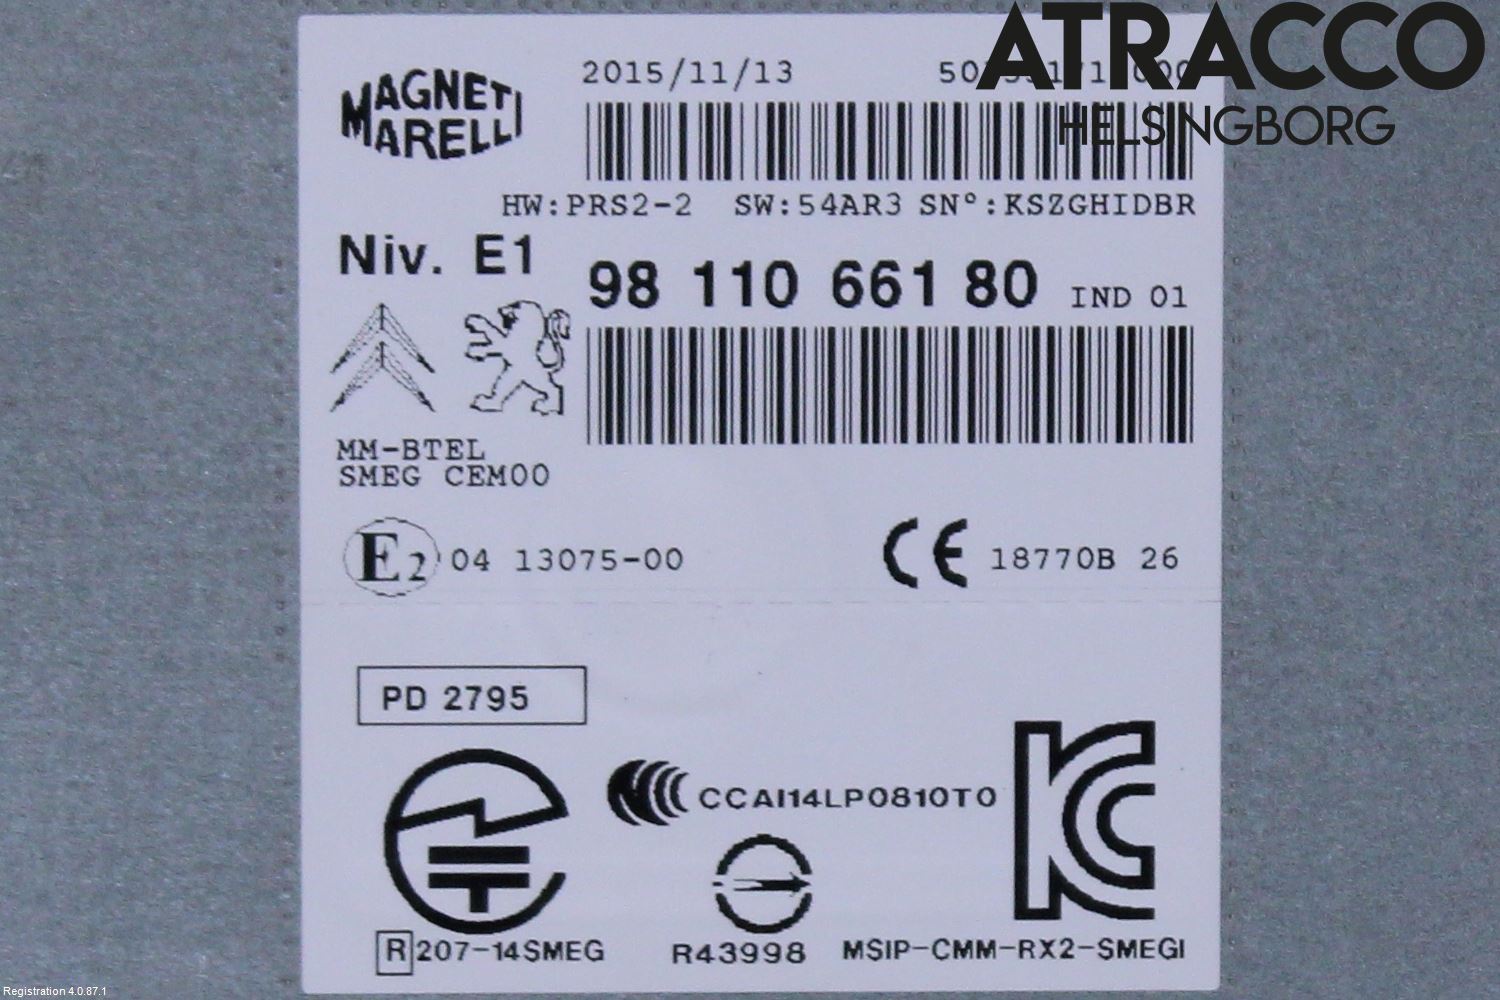 ATRACCO
HELSINGBORG
MAGNETI
MARELLI
2015/11/13
HW:PRS2-2 SW:54AR3 SN°:KSZGHIDBR
Niv. E1
98 110 661 80 IND 01
MM-BTEL
SMEG CEM00
E2 04 13075-00
CE 18770B 26
PD 2795
CCAI14LP0810T0
R 207-14SMEG
R43998
MSIP-CMM-RX2-SMEGI
Registration 4.0.87.1